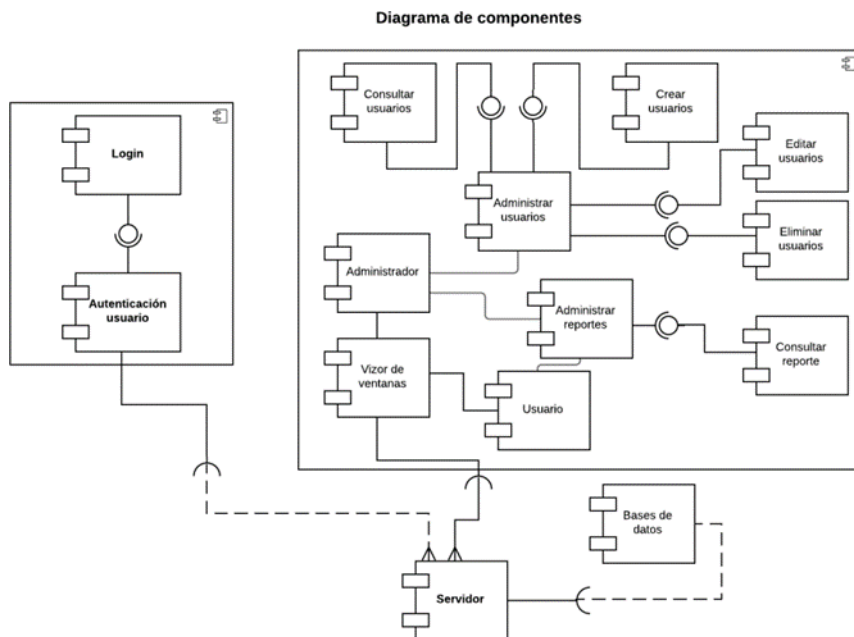 Diagrama de componentes
Consultar
usuarios
Crear
usuarios
Login
Editar
usuarios
Administrar
usuarios
Eliminar
usuarios
Administrador
Autenticación
usuario
Administrar
reportes
Consultar
reporte
Vizor de
ventanas
Usuario
Bases de
datos
Servidor